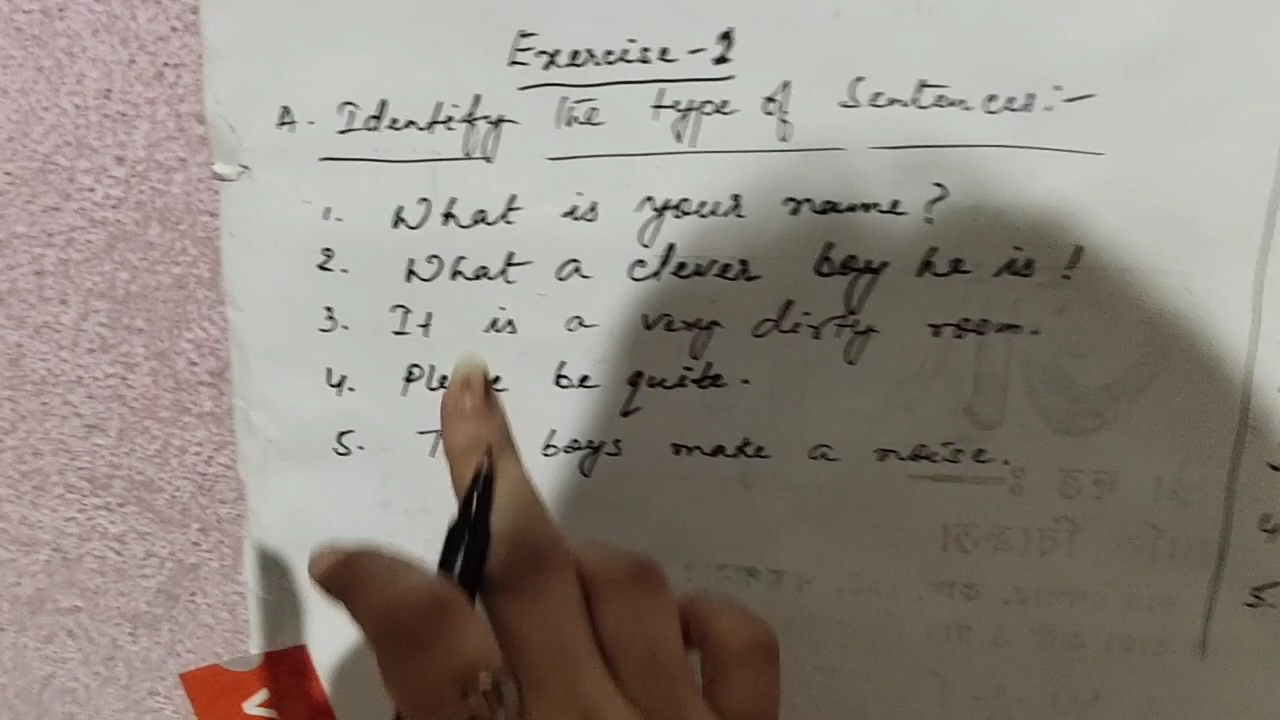 Exercise-2
A. Identify the type of Sentences:-
1. What is your name?
2. What a clever boy he is!
3. It is a very dirty room.
4. be quite.
5. boys make a noise.